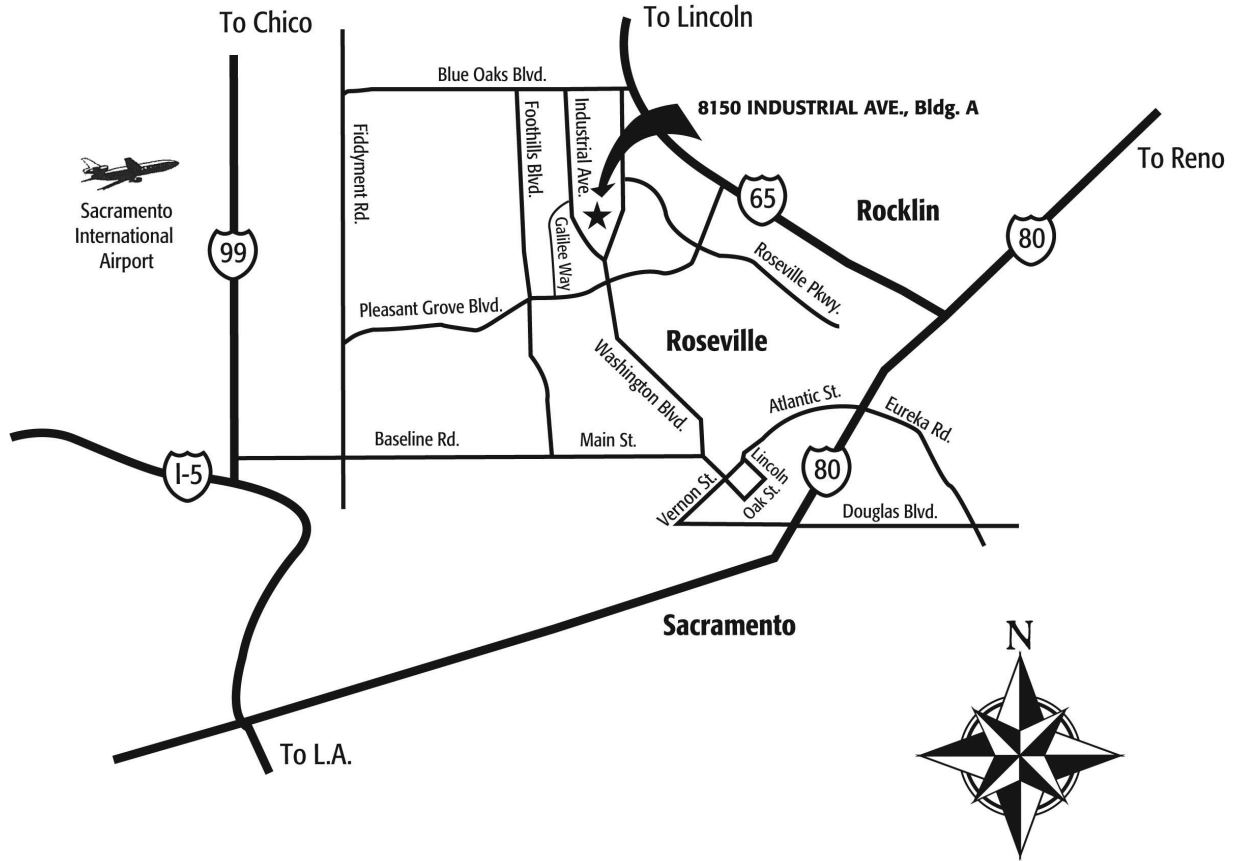 To Chico
To Lincoln
Blue Oaks Blvd.
8150 INDUSTRIAL AVE., Bldg. A
Foothills Blvd.
Industrial Ave.
Fiddyment Rd.
To Reno
Sacramento
International
Airport
65
Rocklin
99
80
Galilee Way
Roseville Pkwy.
Pleasant Grove Blvd.
Roseville
Washington Blvd.
Atlantic St.
Eureka Rd.
Baseline Rd.
Main St.
I-5
Lincoln
80
Vernon St.
Oak St.
Douglas Blvd.
Sacramento
N
To L.A.